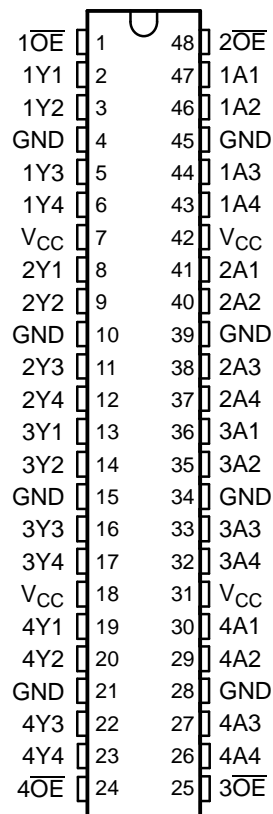 1O̅E̅ 1 48 2O̅E̅
1Y1 2 47 1A1
1Y2 3 46 1A2
GND 4 45 GND
1Y3 5 44 1A3
1Y4 6 43 1A4
VCC 7 42 VCC
2Y1 8 41 2A1
2Y2 9 40 2A2
GND 10 39 GND
2Y3 11 38 2A3
2Y4 12 37 2A4
3Y1 13 36 3A1
3Y2 14 35 3A2
GND 15 34 GND
3Y3 16 33 3A3
3Y4 17 32 3A4
VCC 18 31 VCC
4Y1 19 30 4A1
4Y2 20 29 4A2
GND 21 28 GND
4Y3 22 27 4A3
4Y4 23 26 4A4
4O̅E̅ 24 25 3O̅E̅